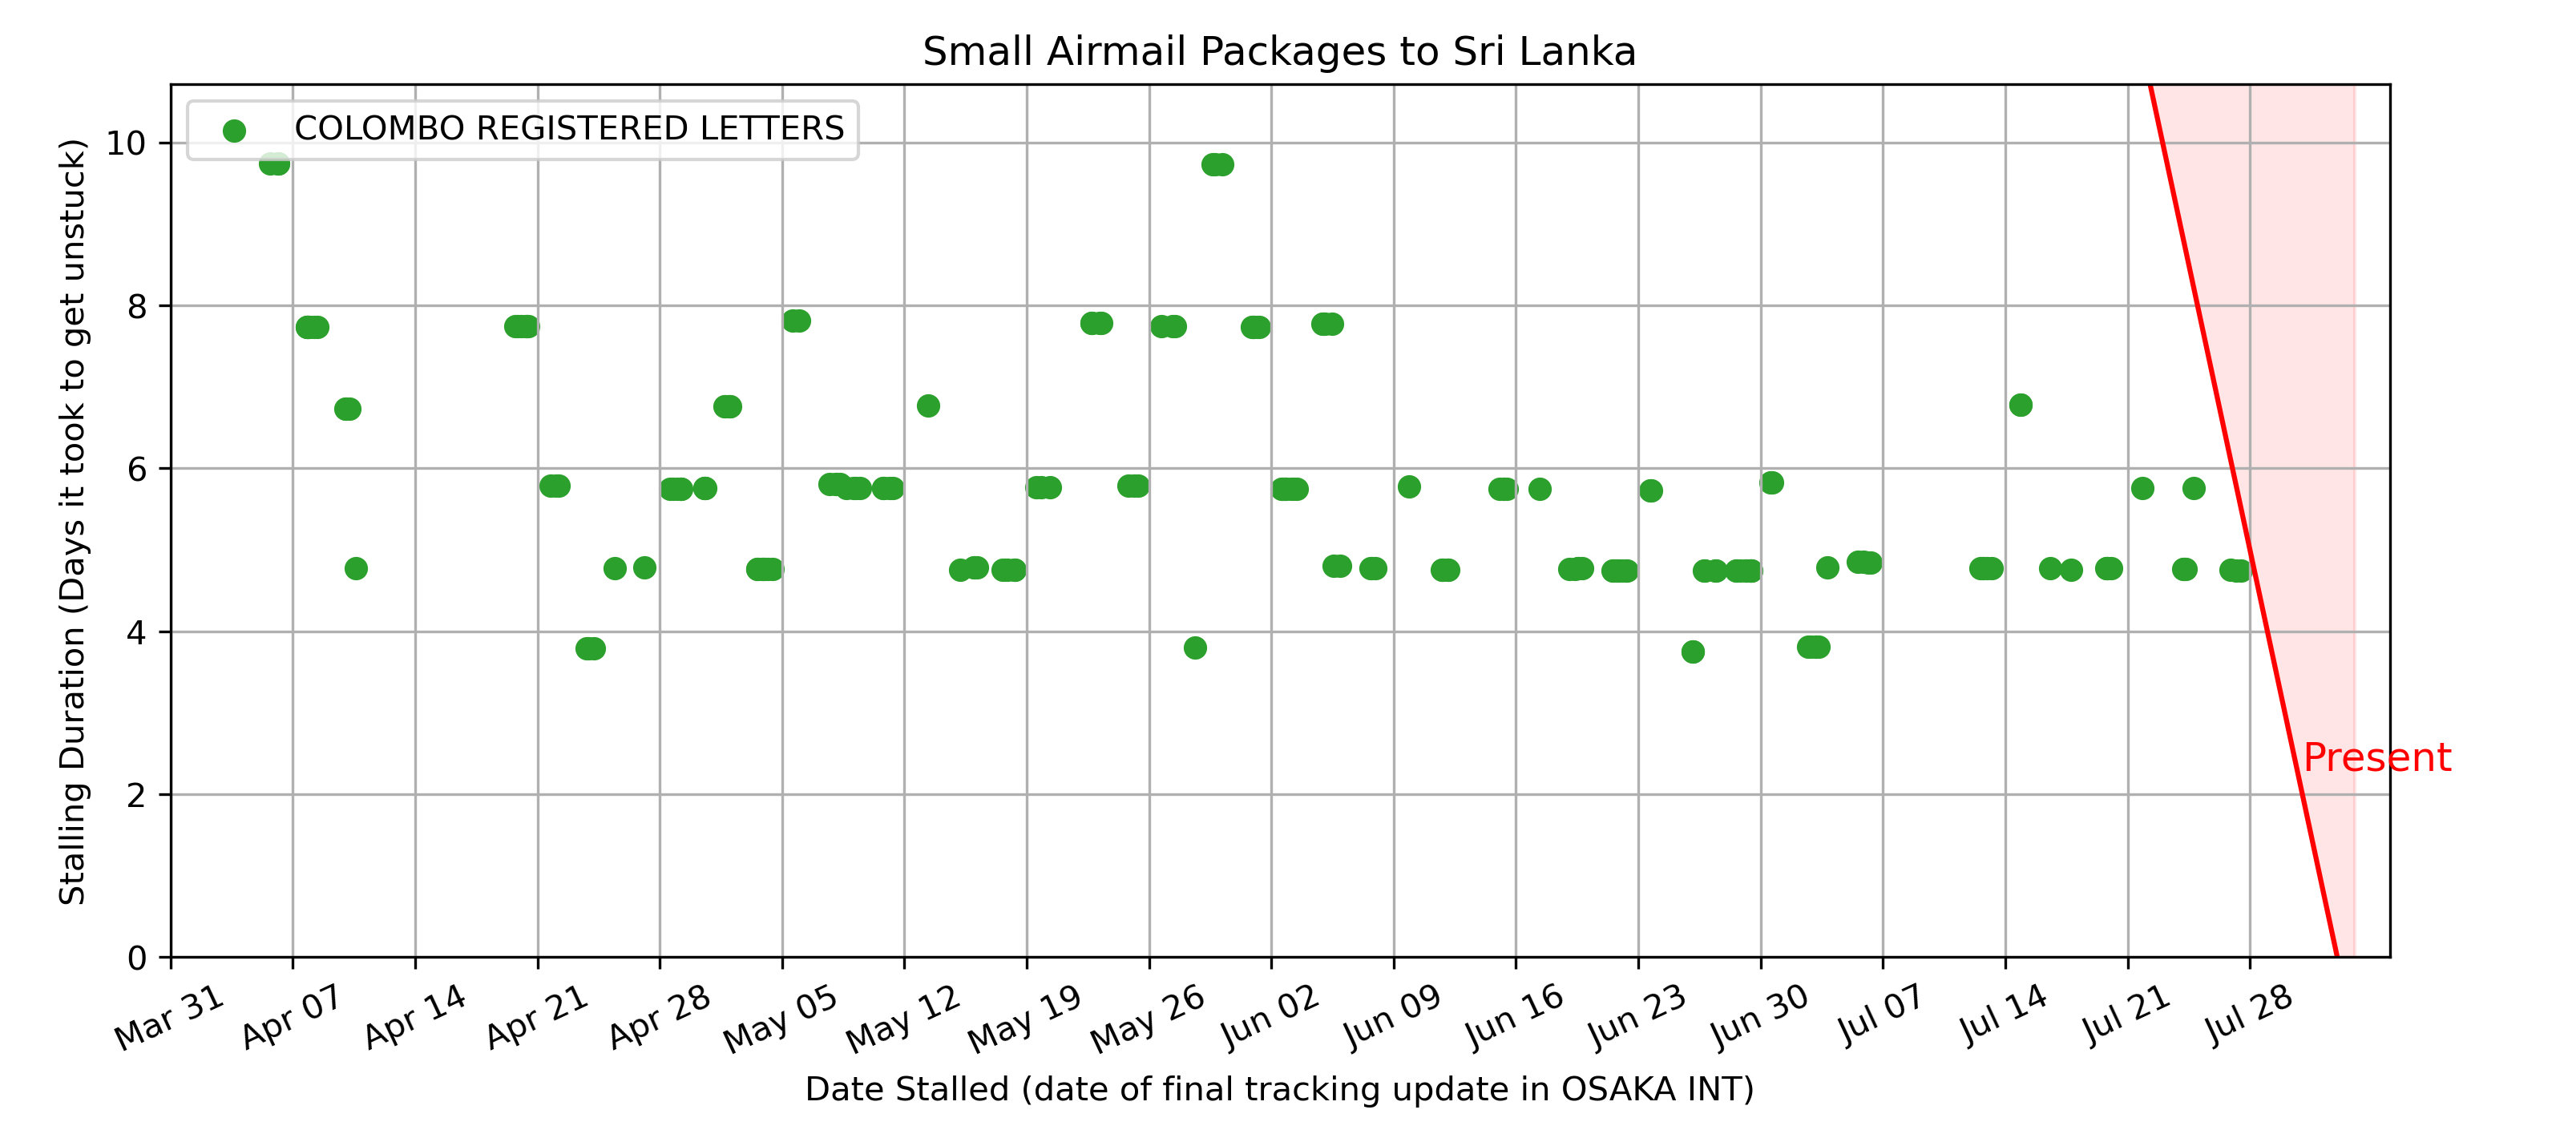 Small Airmail Packages to Sri Lanka
COLOMBO REGISTERED LETTERS
Stalling Duration (Days it took to get unstuck)
10
8
6
4
2
0
Present
Mar 31
Apr 07
Apr 14
Apr 21
Apr 28
May 05
May 12
May 19
May 26
Jun 02
Jun 09
Jun 16
Jun 23
Jun 30
Jul 07
Jul 14
Jul 21
Jul 28
Date Stalled (date of final tracking update in OSAKA INT)